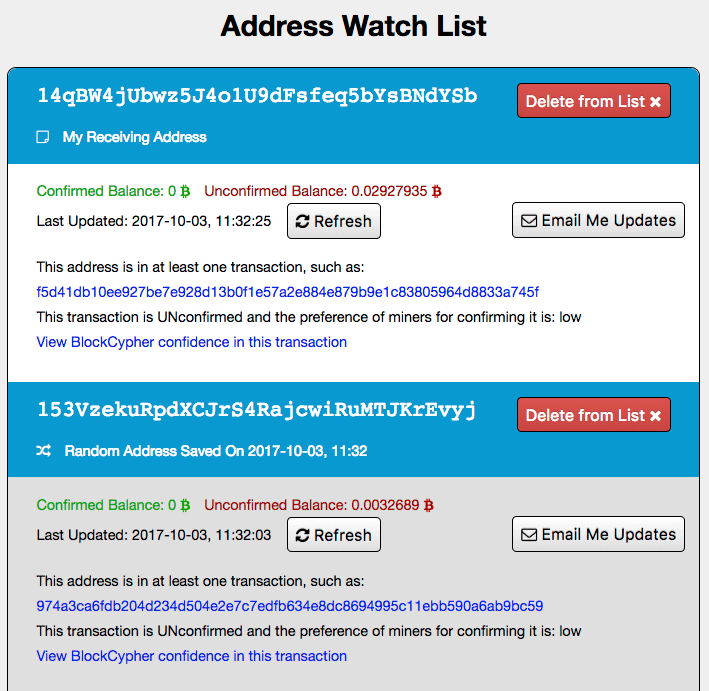 Address Watch List
14qBW4jUbwz5J4o1U9dFsfeq5bYsBNdYSb
Delete from List ✖
My Receiving Address
Confirmed Balance: 0 ₿ Unconfirmed Balance: 0.02927935 ₿
Last Updated: 2017-10-03, 11:32:25 Refresh Email Me Updates
This address is in at least one transaction, such as:
f5d41db10ee927be7e928d13b0f1e57a2e884e879b9e1c83805964d8833a745f
This transaction is UNconfirmed and the preference of miners for confirming it is: low
View BlockCypher confidence in this transaction
153VzekuRpdXCJrS4RajcwiRuMTJKrEvyj
Delete from List ✖
Random Address Saved On 2017-10-03, 11:32
Confirmed Balance: 0 ₿ Unconfirmed Balance: 0.0032689 ₿
Last Updated: 2017-10-03, 11:32:03 Refresh Email Me Updates
This address is in at least one transaction, such as:
974a3ca6fdb204d234d504e2e7c7edfb634e8dc8694995c11ebb590a6ab9bc59
This transaction is UNconfirmed and the preference of miners for confirming it is: low
View BlockCypher confidence in this transaction